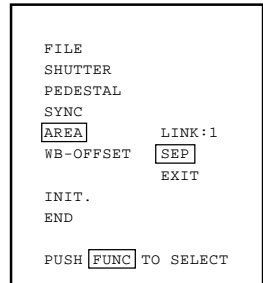 FILE
SHUTTER
PEDESTAL
SYNC
AREA LINK:1
WB-OFFSET SEP
EXIT
INIT.
END
PUSH FUNC TO SELECT